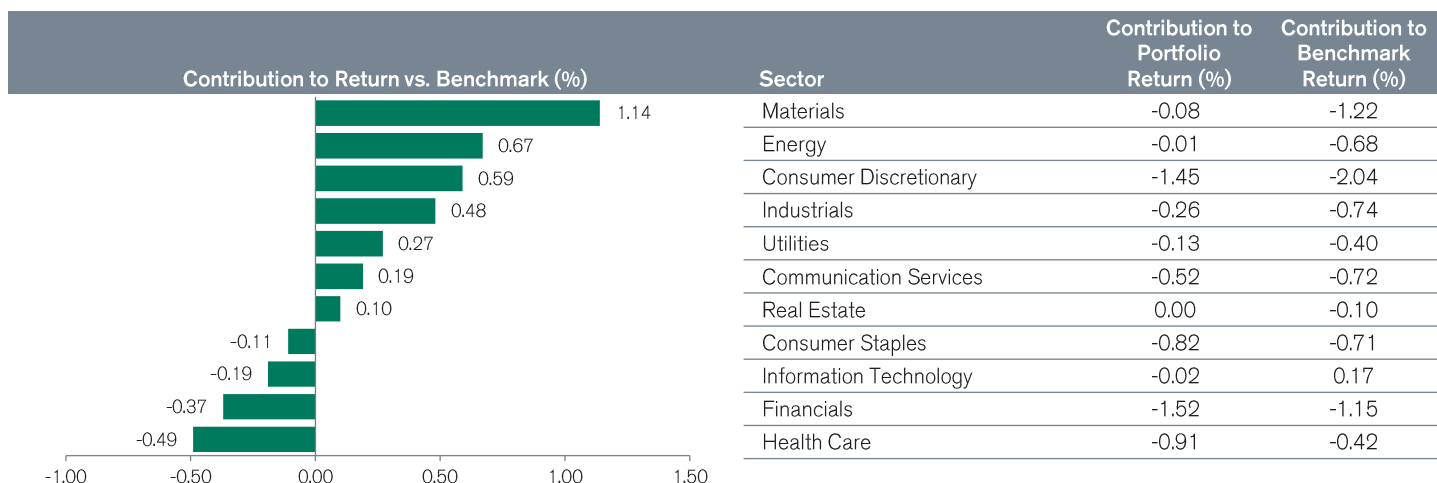 Contribution to Return vs. Benchmark (%)
Sector
Contribution to
Portfolio
Return (%)
Contribution to
Benchmark
Return (%)
1.14
Materials -0.08 -1.22
0.67
Energy -0.01 -0.68
0.59
Consumer Discretionary -1.45 -2.04
0.48
Industrials -0.26 -0.74
0.27
Utilities -0.13 -0.40
0.19
Communication Services -0.52 -0.72
0.10
Real Estate 0.00 -0.10
-0.11
Consumer Staples -0.82 -0.71
-0.19
Information Technology -0.02 0.17
-0.37
Financials -1.52 -1.15
-0.49
Health Care -0.91 -0.42
-1.00 -0.50 0.00 0.50 1.00 1.50